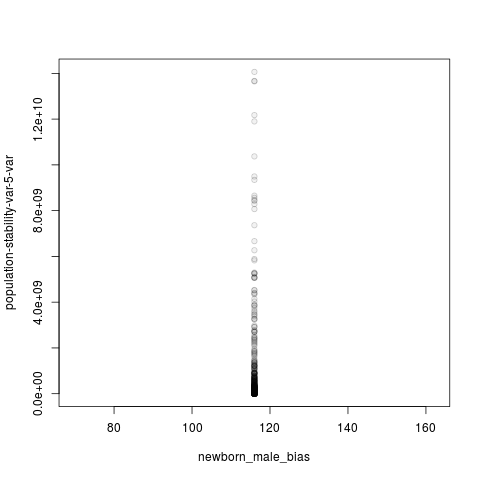 population-stability-var-5-var
0.0e+00
4.0e+09
8.0e+09
1.2e+10
80
100
120
140
160
newborn_male_bias